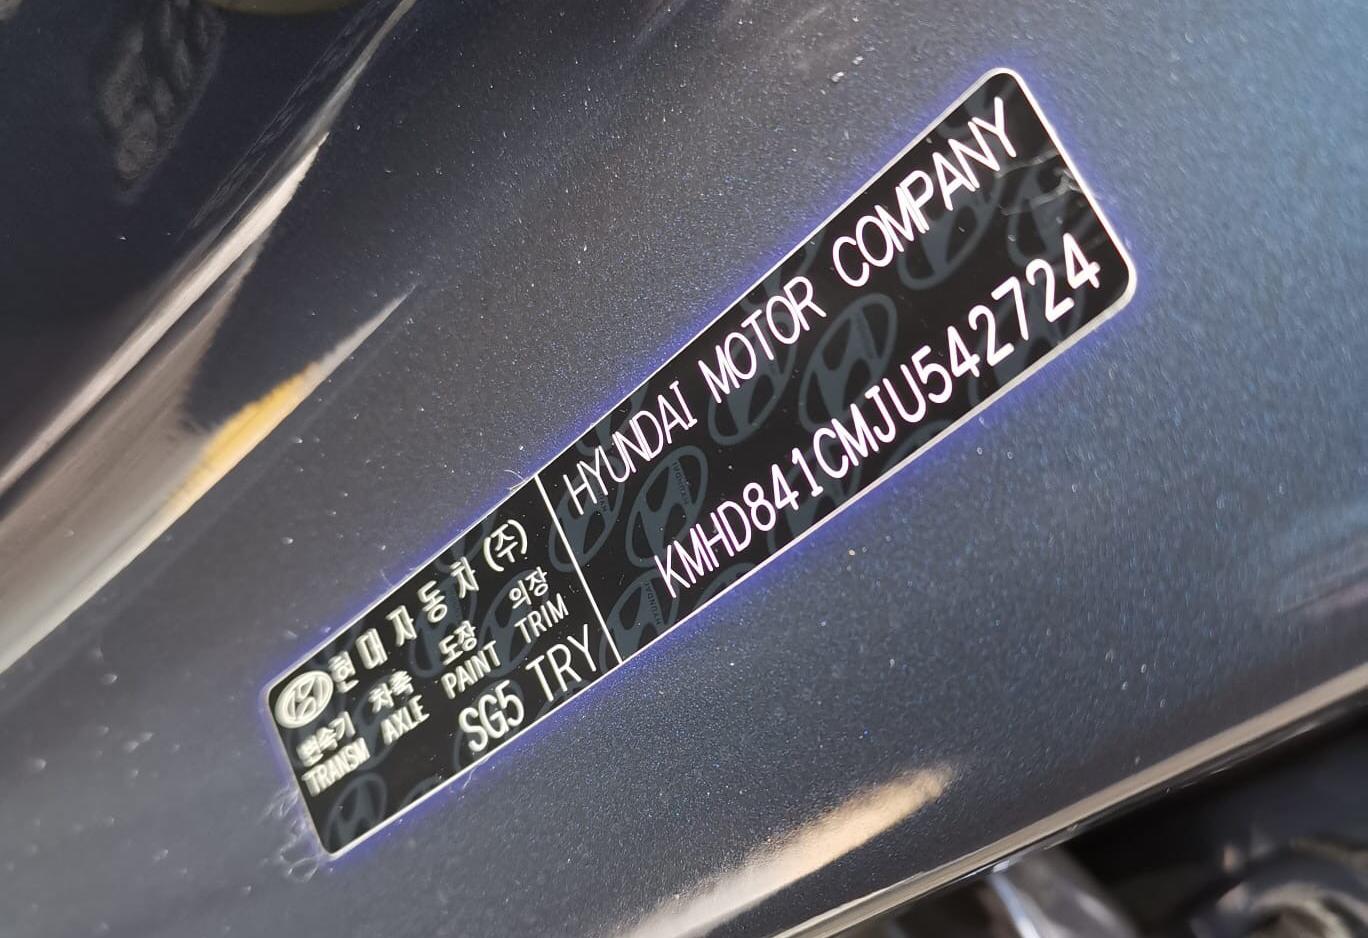 현대자동차(주)
변속기 차축 도장 의장
TRANSM AXLE PAINT TRIM
SG5 TRY
HYUNDAI MOTOR COMPANY
KMHD841CMJU542724